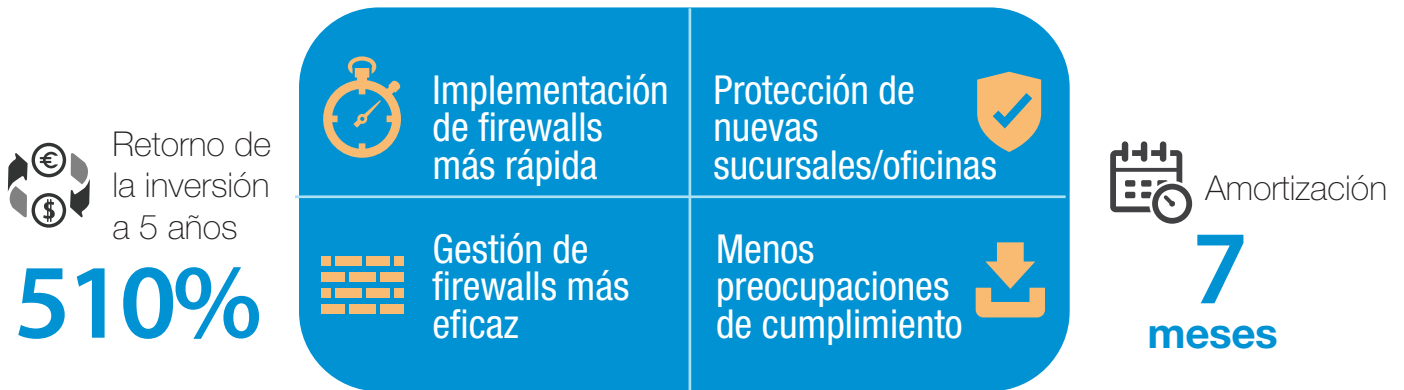 Retorno de
la inversión
a 5 años
510%
Implementación
de firewalls
más rápida
Protección de
nuevas
sucursales/oficinas
Gestión de
firewalls más
eficaz
Menos
preocupaciones
de cumplimiento
Amortización
7
meses